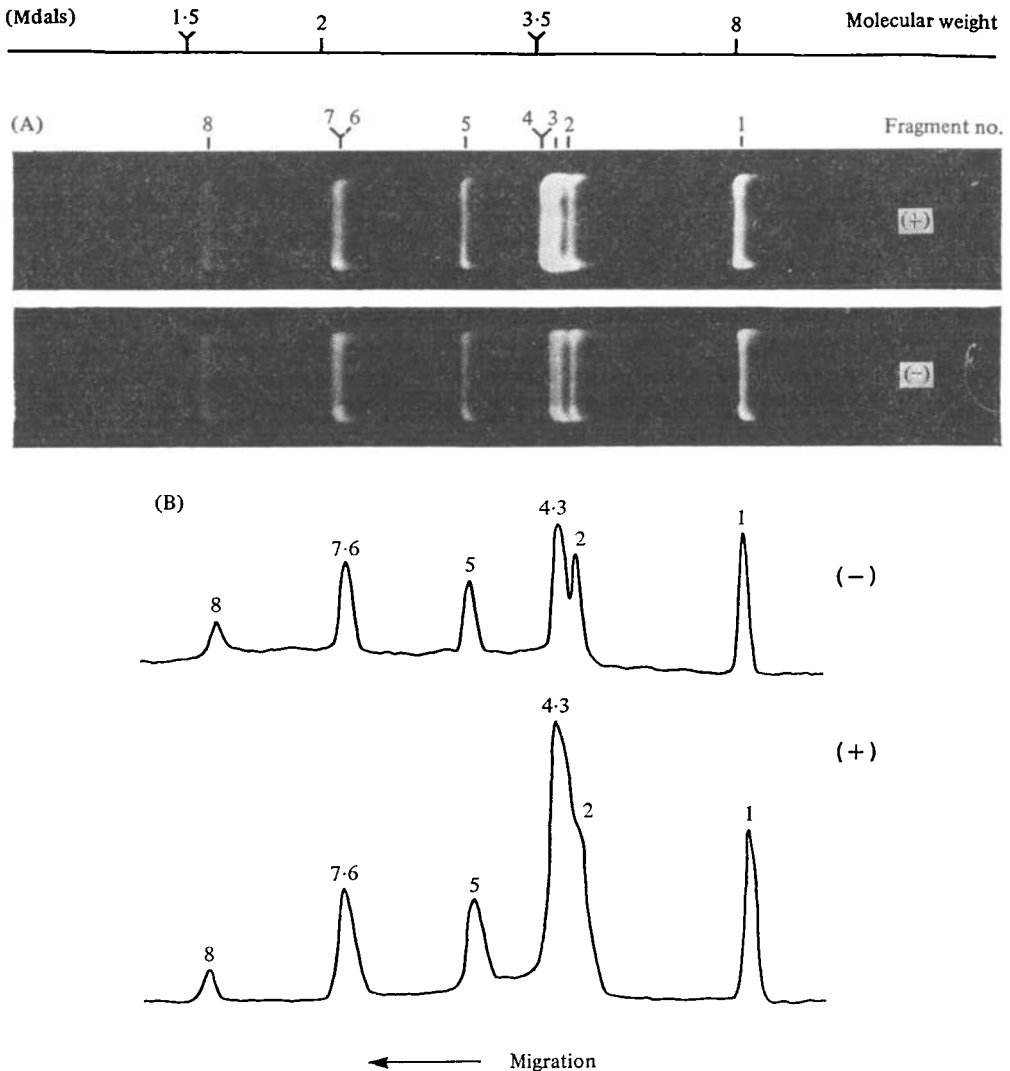 (Mdals) 1·5 2 3·5 8 Molecular weight
(A) 8 7 6 5 4 3 2 1 Fragment no.
(+)
(−)
(B)
8 7·6 5 4·3 2 1
(−)
8 7·6 5 4·3 2 1
(+)
Migration